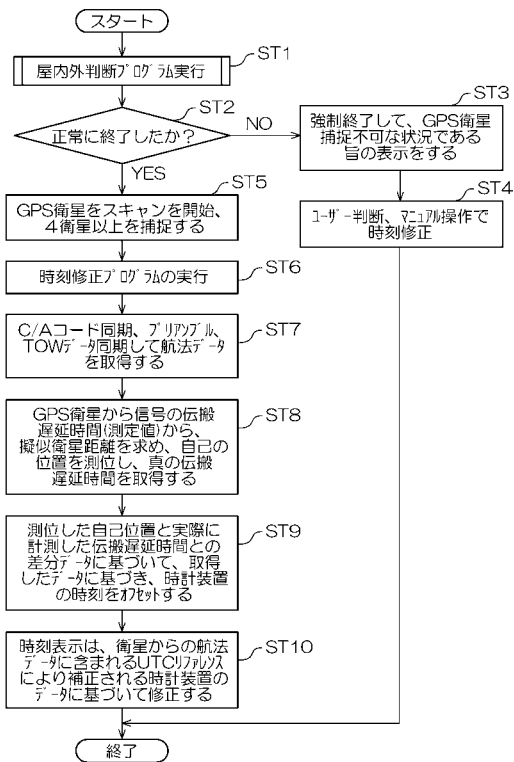 スタート
ST1
屋内外判断ﾌﾟﾛｸﾞﾗﾑ実行
ST2
正常に終了したか？
NO
YES
ST3
強制終了して、GPS衛星
捕捉不可な状況である
旨の表示をする
ST4
ﾕｰｻﾞｰ判断、ﾏﾆｭｱﾙ操作で
時刻修正
ST5
GPS衛星をスキャンを開始、
4衛星以上を捕捉する
ST6
時刻修正ﾌﾟﾛｸﾞﾗﾑの実行
ST7
C/Aコード同期、ﾌﾟﾘｱﾝﾌﾞﾙ、
TOWﾃﾞｰﾀ同期して航法ﾃﾞｰﾀ
を取得する
ST8
GPS衛星から信号の伝搬
遅延時間(測定値)から、
擬似衛星距離を求め、自己の
位置を測位し、真の伝搬
遅延時間を取得する
ST9
測位した自己位置と実際に
計測した伝搬遅延時間との
差分ﾃﾞｰﾀに基づいて、取得
したﾃﾞｰﾀに基づき、時計装置
の時刻をｵﾌｾｯﾄする
ST10
時刻表示は、衛星からの航法
ﾃﾞｰﾀに含まれるUTCﾘﾌｧﾚﾝｽ
により補正される時計装置の
ﾃﾞｰﾀに基づいて修正する
終了